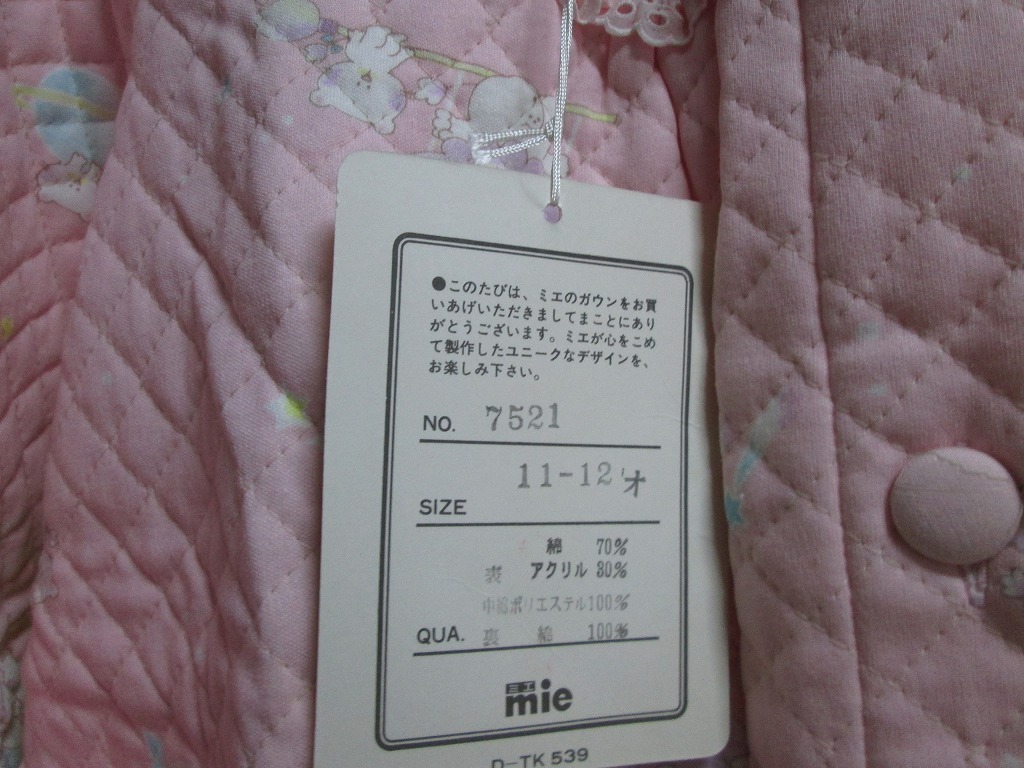 ●このたびは、ミエのガウンをお買
いあげいただきましてまことにあり
がとうございます。ミエが心をこめ
て製作したユニークなデザインを、
お楽しみ下さい。
NO. 7521
SIZE 11-12才
綿 70%
表 アクリル 30%
中綿ポリエステル100%
QUA. 裏 綿 100%
ミエ
mie
D-TK 539